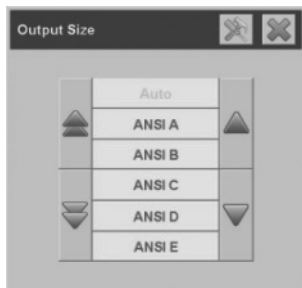 Output Size
Auto
ANSI A
ANSI B
ANSI C
ANSI D
ANSI E